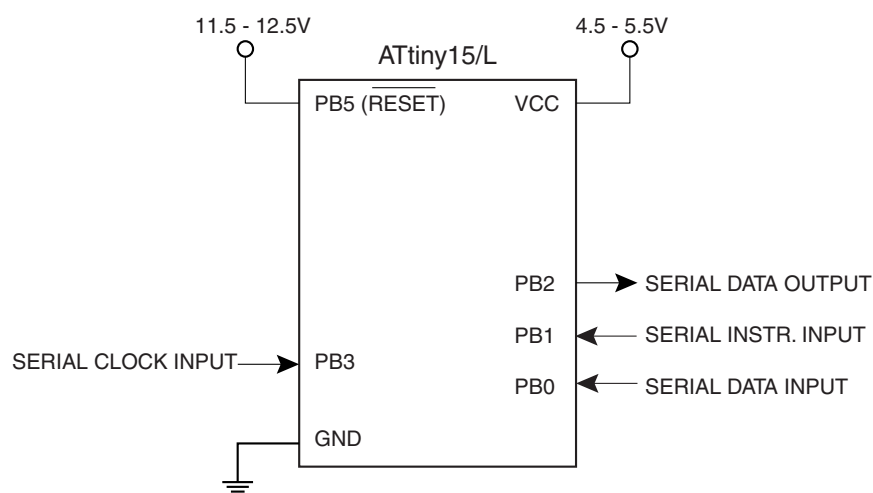 11.5 - 12.5V
4.5 - 5.5V
ATtiny15/L
PB5 (RESET)
VCC
PB2
SERIAL DATA OUTPUT
PB1
SERIAL INSTR. INPUT
SERIAL CLOCK INPUT
PB3
PB0
SERIAL DATA INPUT
GND